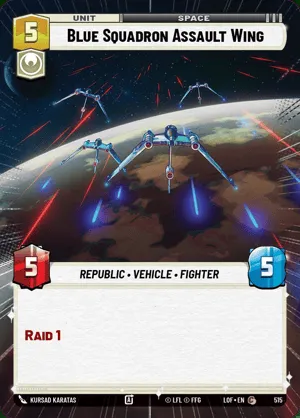 UNIT
SPACE
5
BLUE SQUADRON ASSAULT WING
5
REPUBLIC • VEHICLE • FIGHTER
5
RAID 1
KURSAD KARATAS
© LFL © FFG
LOF • EN
515